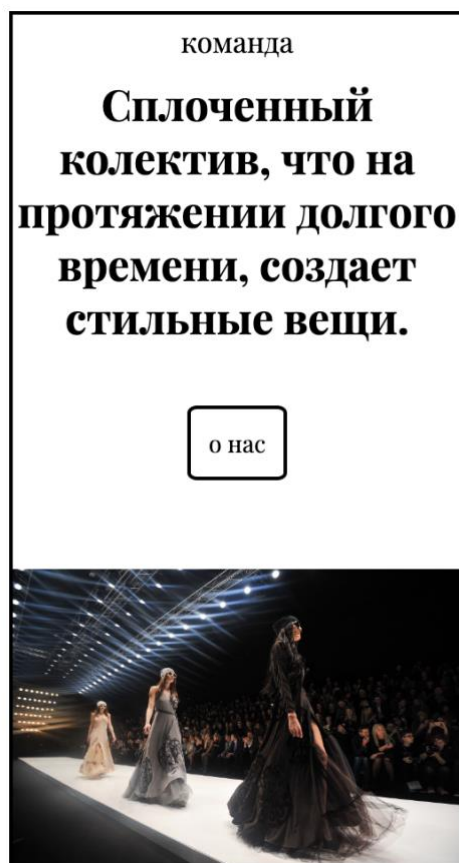 команда
Сплоченный
колектив, что на
протяжении долгого
времени, создает
стильные вещи.
о нас